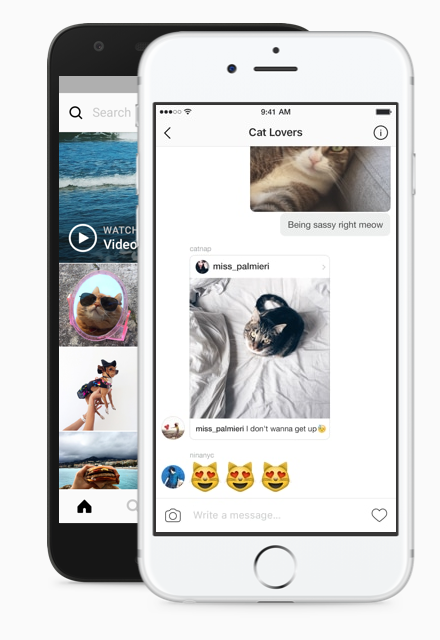 Search
WATCH
Video
9:41 AM
Cat Lovers
Being sassy right meow
catnap
miss_palmieri
miss_palmieri I don't wanna get up😴
ninanyc
😻 😻 😻
Write a message...